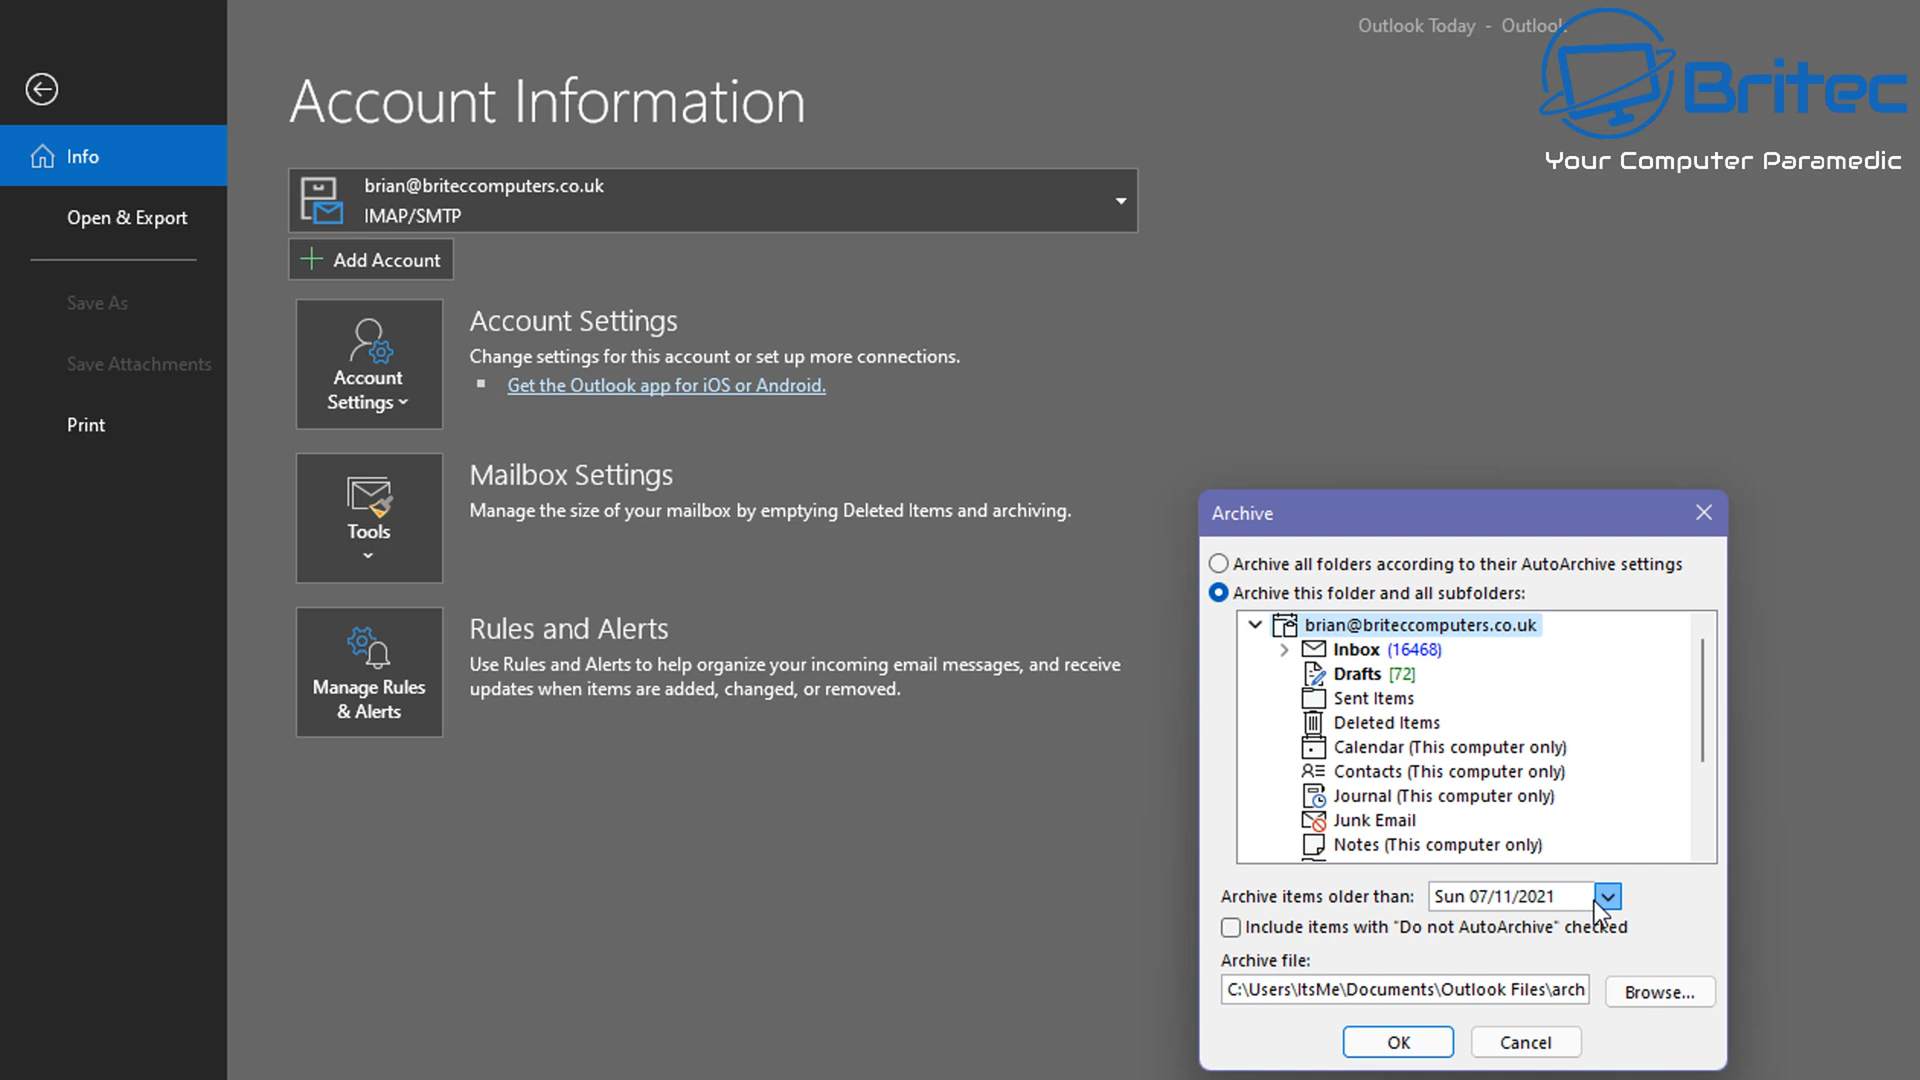 Outlook Today - Outlook
Britec
Your Computer Paramedic
Account Information
Info
Open & Export
Save As
Save Attachments
Print
brian@briteccomputers.co.uk
IMAP/SMTP
Add Account
Account
Settings
Account Settings
Change settings for this account or set up more connections.
Get the Outlook app for iOS or Android.
Tools
Mailbox Settings
Manage the size of your mailbox by emptying Deleted Items and archiving.
Manage Rules
& Alerts
Rules and Alerts
Use Rules and Alerts to help organize your incoming email messages, and receive
updates when items are added, changed, or removed.
Archive
Archive all folders according to their AutoArchive settings
Archive this folder and all subfolders:
brian@briteccomputers.co.uk
Inbox (16468)
Drafts [72]
Sent Items
Deleted Items
Calendar (This computer only)
Contacts (This computer only)
Journal (This computer only)
Junk Email
Notes (This computer only)
Archive items older than: Sun 07/11/2021
Include items with "Do not AutoArchive" checked
Archive file:
C:\Users\ItsMe\Documents\Outlook Files\arch
Browse...
OK
Cancel